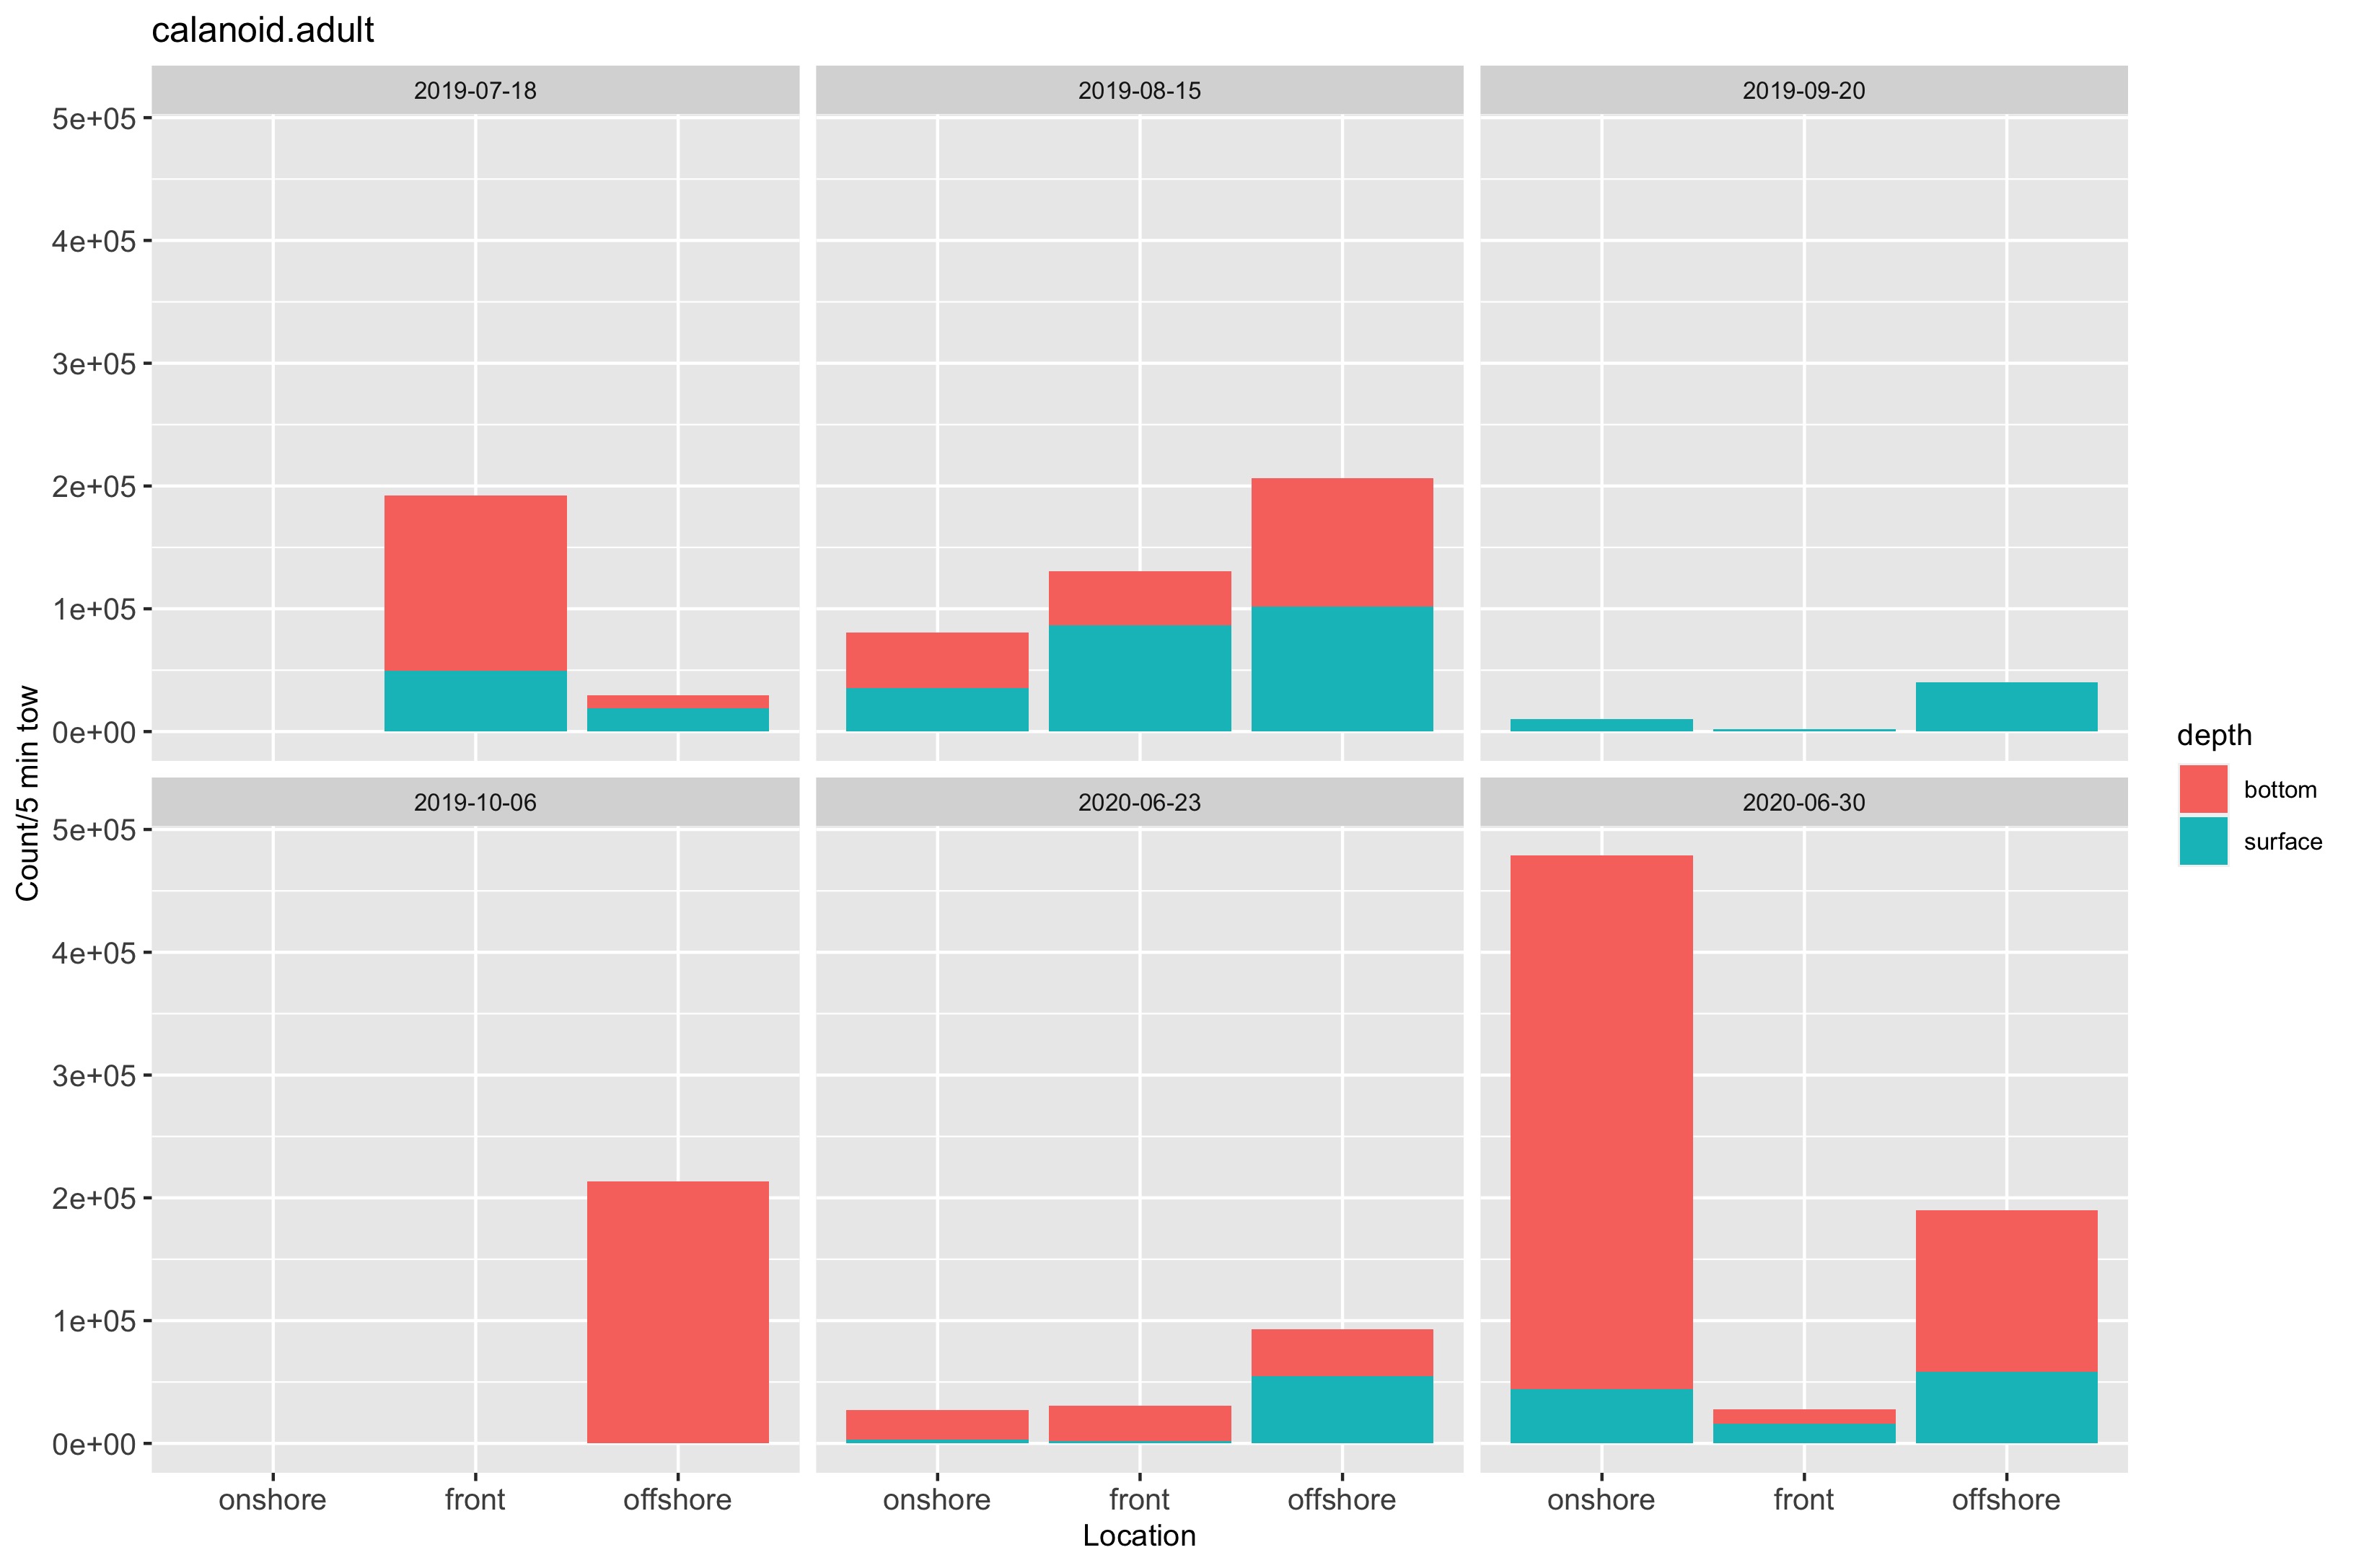 calanoid.adult
2019-07-18
2019-08-15
2019-09-20
5e+05
4e+05
3e+05
2e+05
1e+05
0e+00
2019-10-06
2020-06-23
2020-06-30
5e+05
4e+05
3e+05
2e+05
1e+05
0e+00
Count/5 min tow
onshore front offshore
onshore front offshore
onshore front offshore
Location
depth
bottom
surface